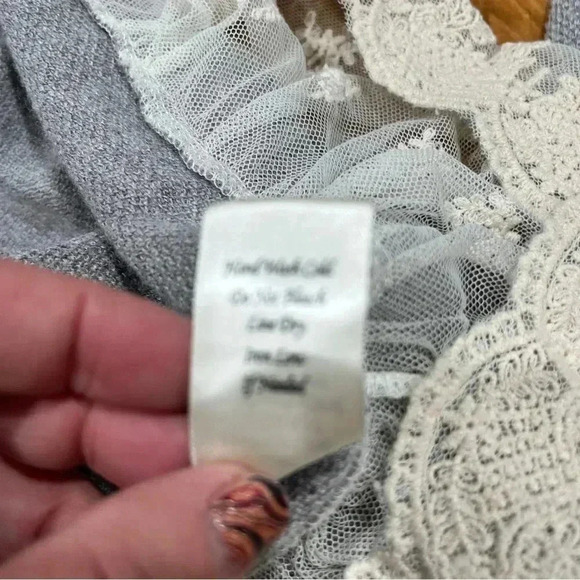 Hand Wash Cold
Do Not Bleach
Line Dry
Iron Low
If Needed